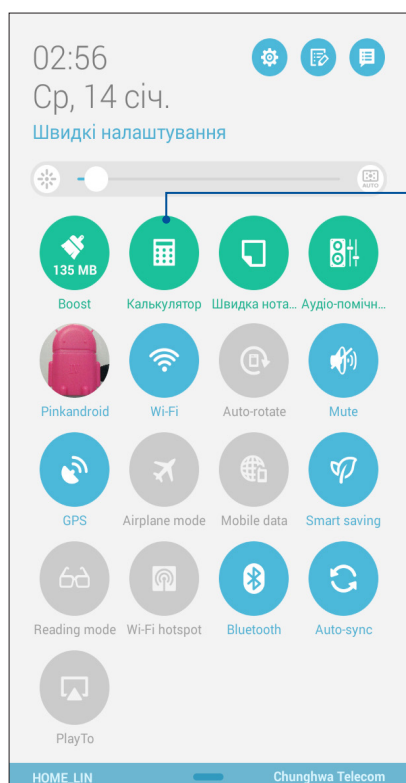 02:56
Ср, 14 січ.
Швидкі налаштування
AUTO
135 MB
Boost Калькулятор Швидка нота... Аудіо-помічн...
Pinkandroid Wi-Fi Auto-rotate Mute
GPS Airplane mode Mobile data Smart saving
Reading mode Wi-Fi hotspot Bluetooth Auto-sync
PlayTo
HOME_LIN Chunghwa Telecom